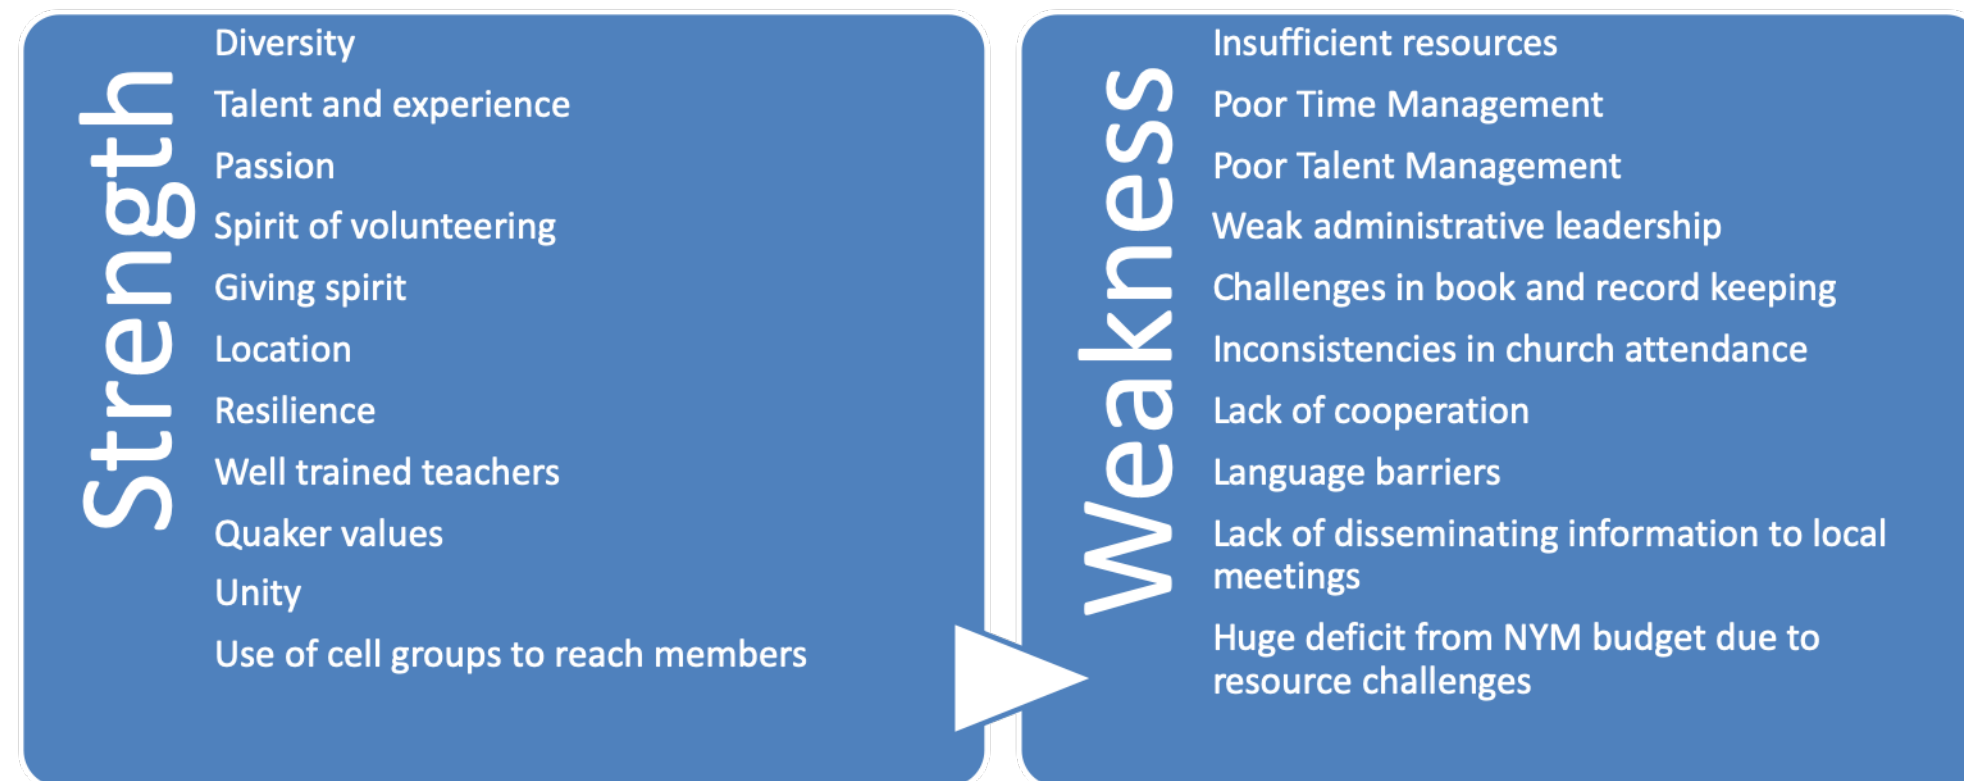 Strength
Diversity
Talent and experience
Passion
Spirit of volunteering
Giving spirit
Location
Resilience
Well trained teachers
Quaker values
Unity
Use of cell groups to reach members
Weakness
Insufficient resources
Poor Time Management
Poor Talent Management
Weak administrative leadership
Challenges in book and record keeping
Inconsistencies in church attendance
Lack of cooperation
Language barriers
Lack of disseminating information to local
meetings
Huge deficit from NYM budget due to
resource challenges